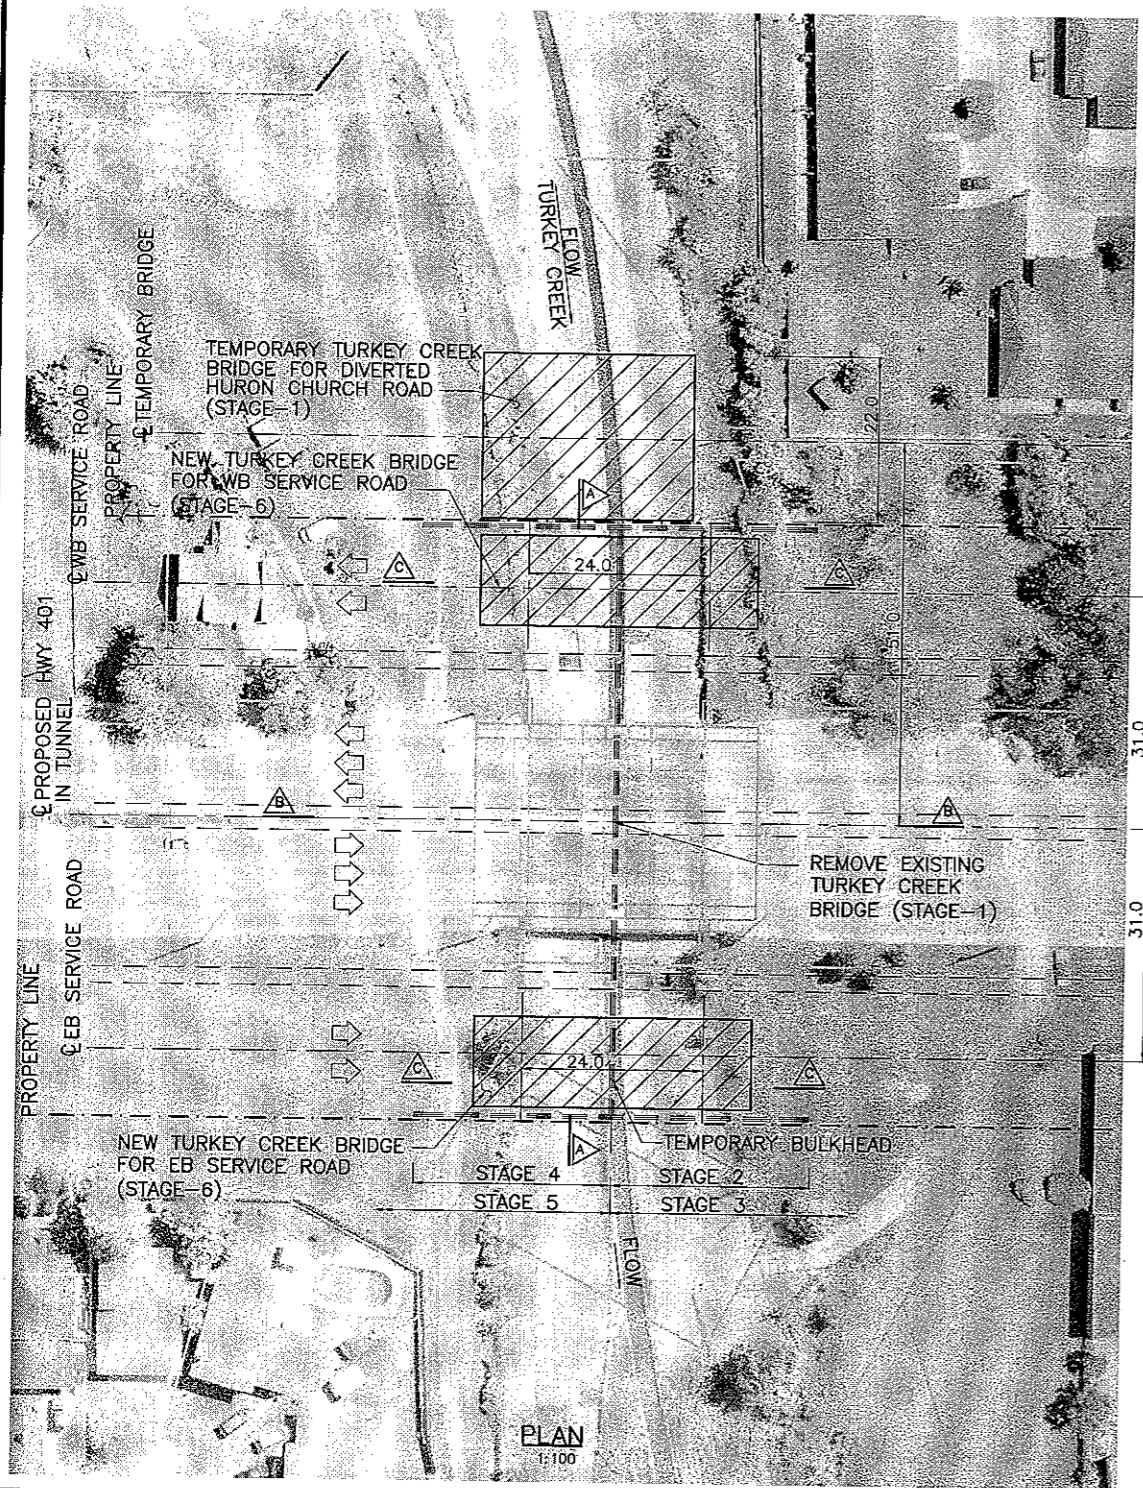 FLOW
TURKEY CREEK
℄ TEMPORARY BRIDGE
PROPERTY LINE
℄ WB SERVICE ROAD
TEMPORARY TURKEY CREEK
BRIDGE FOR DIVERTED
HURON CHURCH ROAD
(STAGE-1)
22.0
NEW TURKEY CREEK BRIDGE
FOR WB SERVICE ROAD
(STAGE-6)
A
C
24.0
C
℄ PROPOSED HWY 401
IN TUNNEL
31.0
B
B
REMOVE EXISTING
TURKEY CREEK
BRIDGE (STAGE-1)
31.0
PROPERTY LINE
℄ EB SERVICE ROAD
C
24.0
C
NEW TURKEY CREEK BRIDGE
FOR EB SERVICE ROAD
(STAGE-6)
A
TEMPORARY BULKHEAD
STAGE 4
STAGE 2
STAGE 5
STAGE 3
FLOW
PLAN
1:100